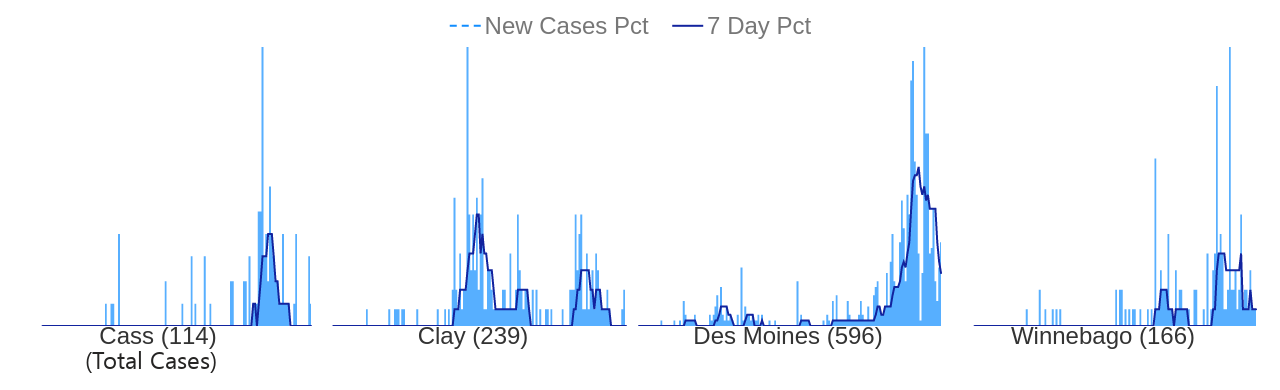 New Cases Pct 7 Day Pct
Cass (114) Clay (239) Des Moines (596) Winnebago (166)
(Total Cases)